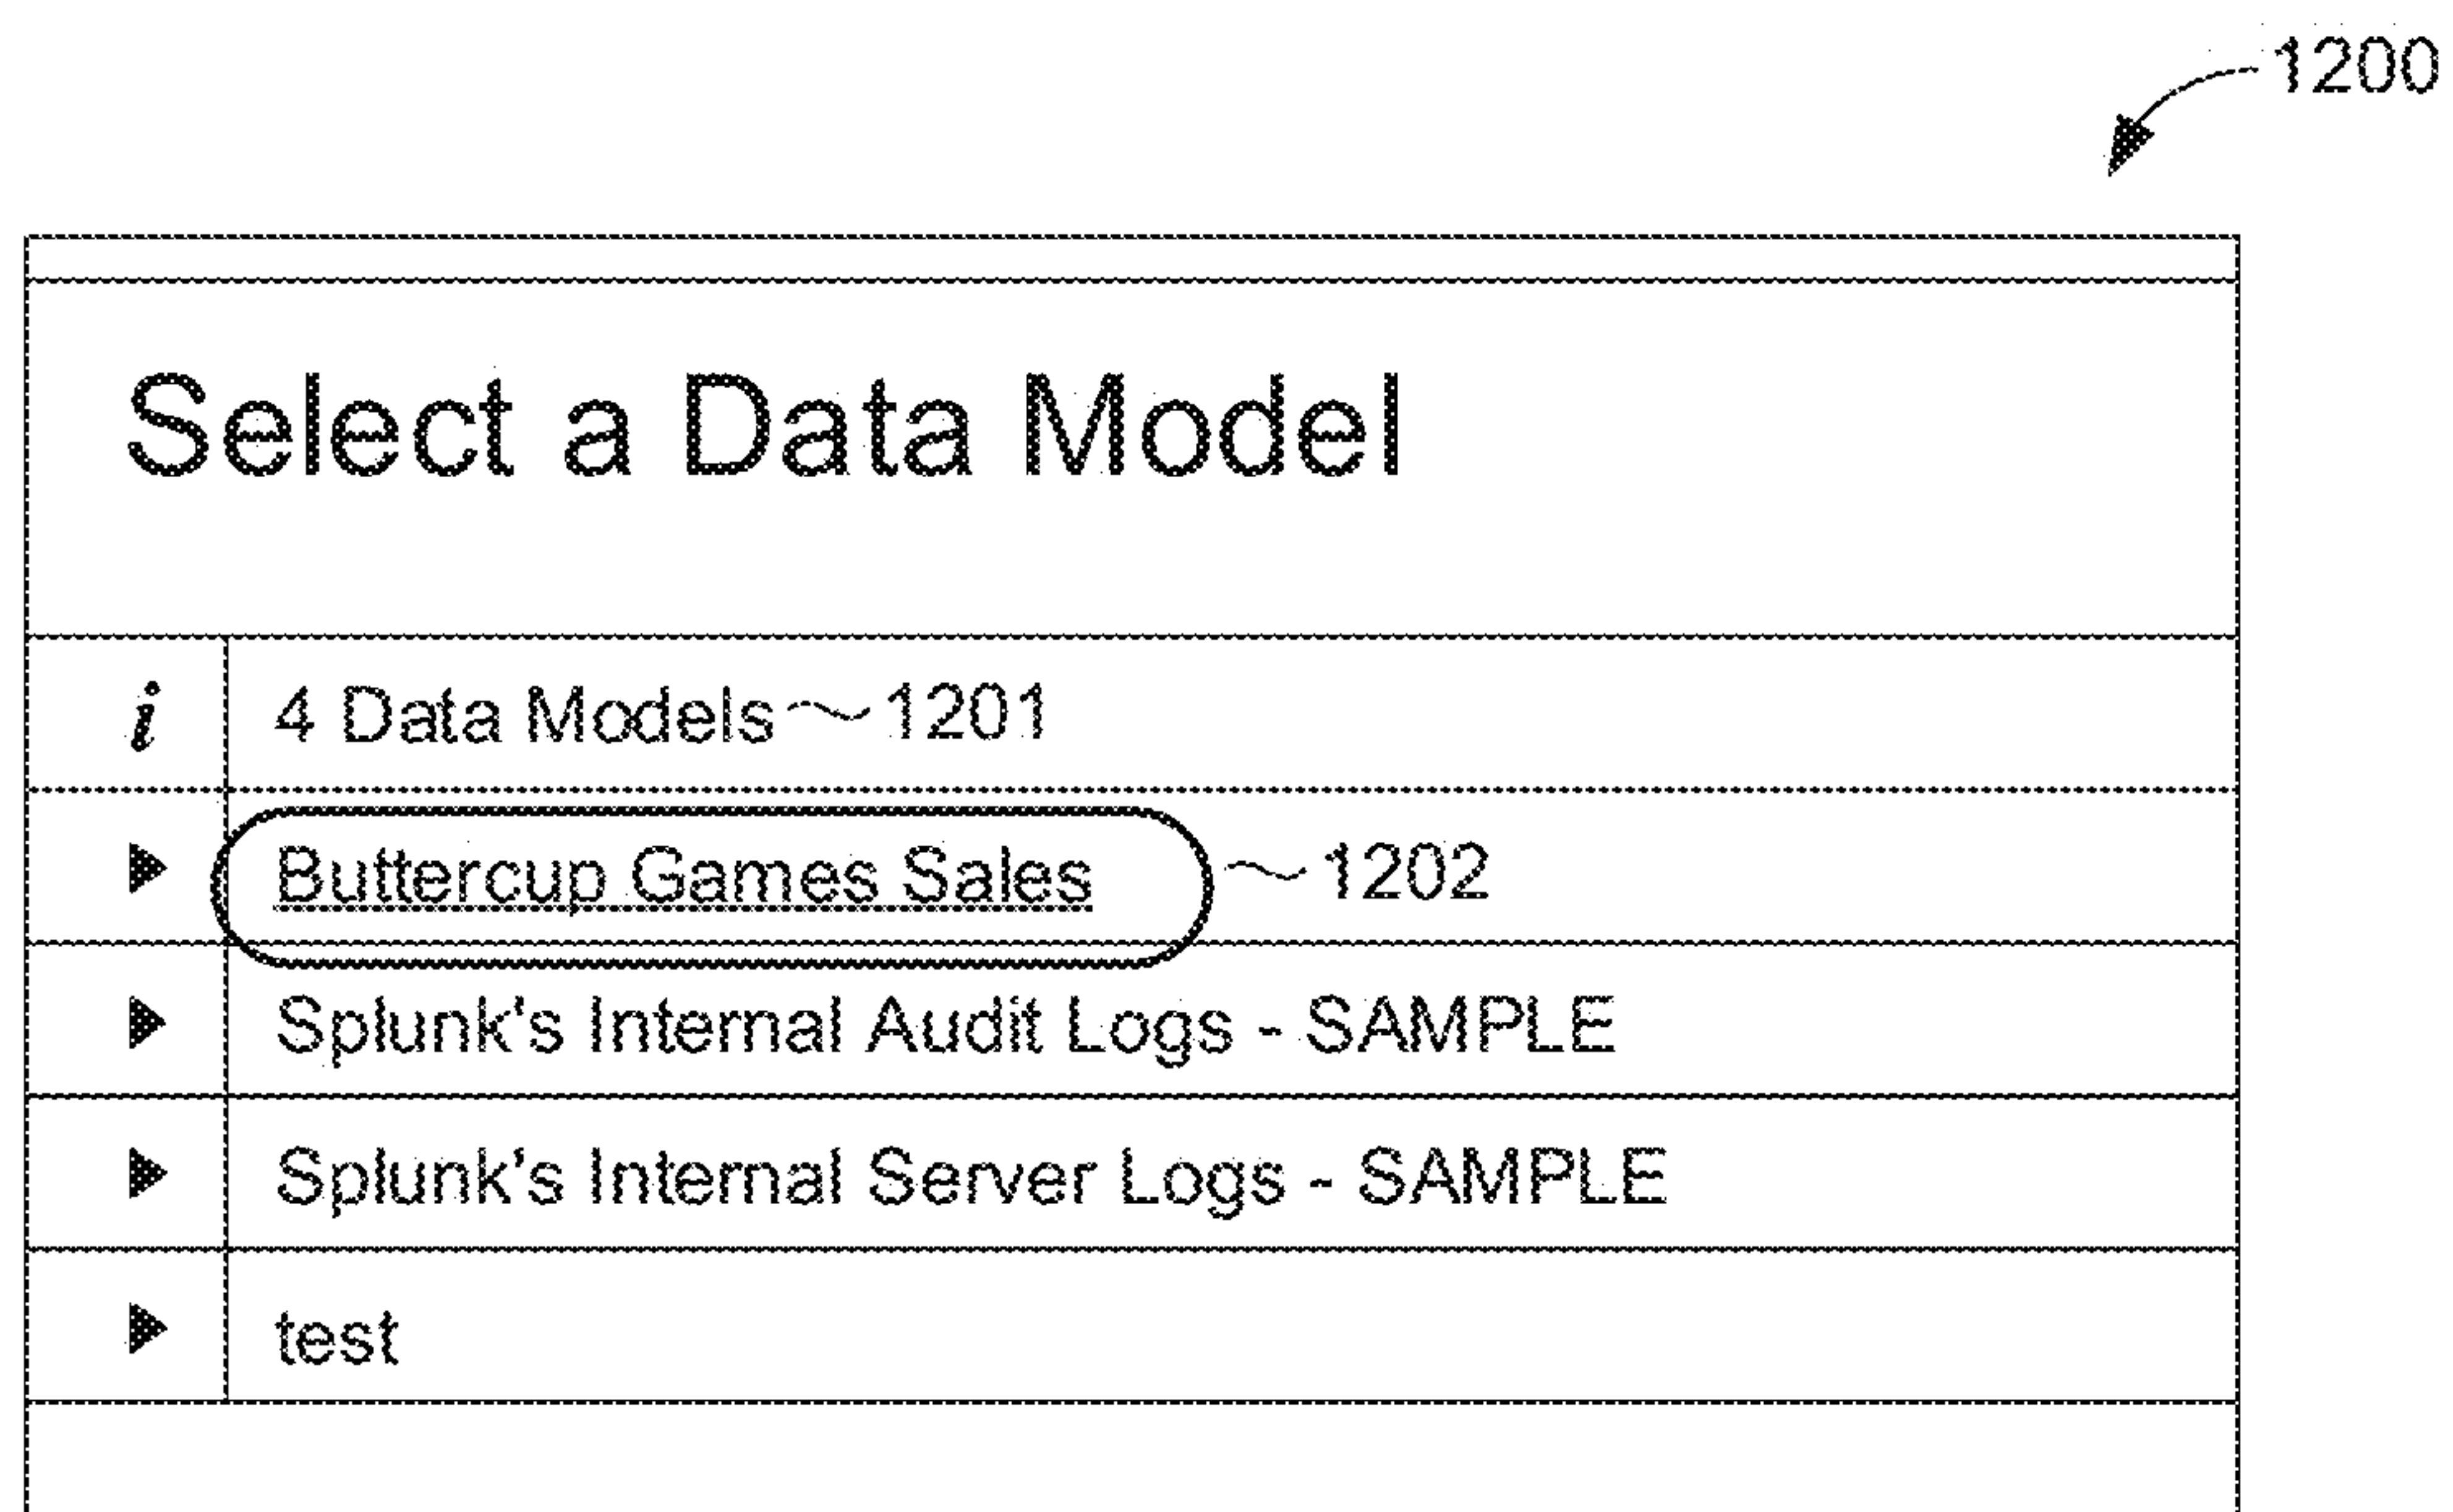 1200
Select a Data Model
i 4 Data Models 1201
Buttercup Games Sales 1202
Splunk's Internal Audit Logs - SAMPLE
Splunk's Internal Server Logs - SAMPLE
test